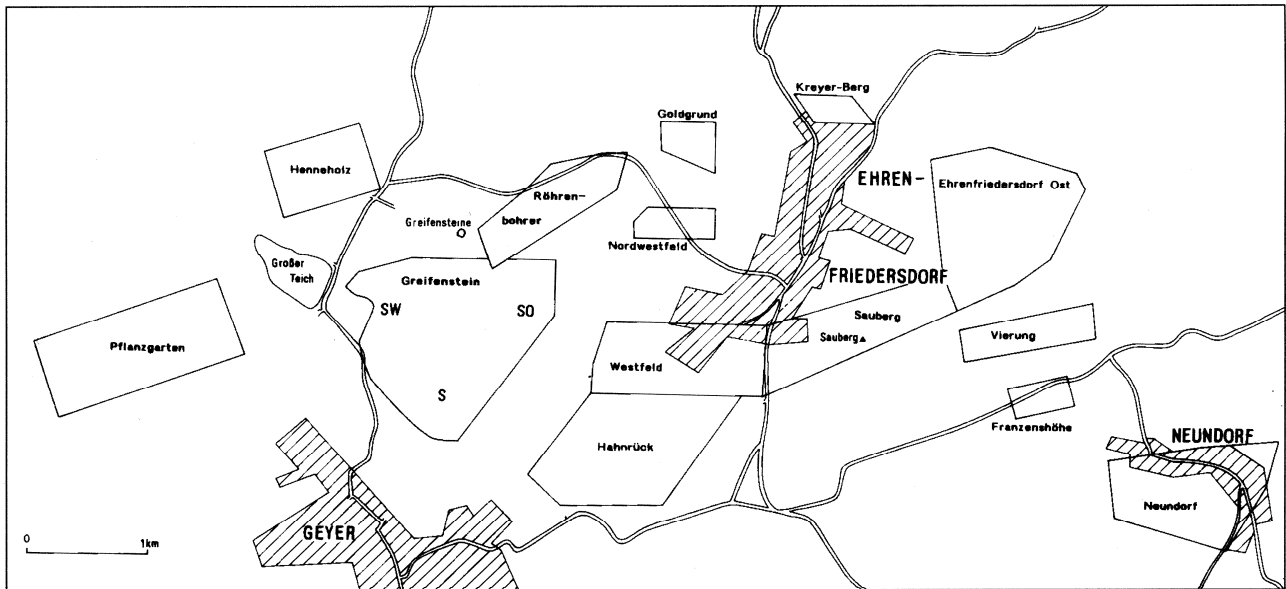 Kreyer-Berg
Goldgrund
Henneholz
EHREN-
Ehrenfriedersdorf Ost
Röhren-
bohrer
Greifensteine
Nordwestfeld
Großer
Teich
Greifenstein
FRIEDERSDORF
SW
SO
Sauberg
Sauberg
Vierung
Pflanzgarten
Westfeld
S
Franzenshöhe
Hahnrück
NEUNDORF
Neundorf
GEYER
0
1km